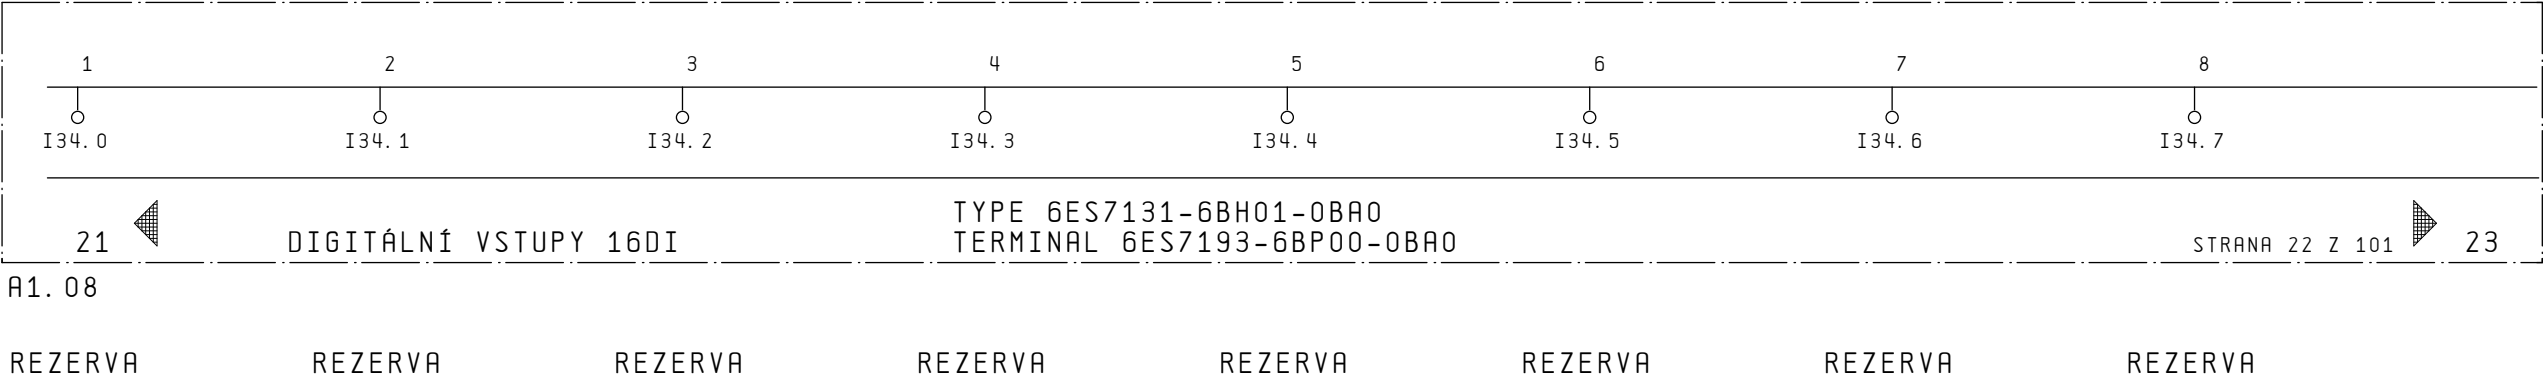 1 2 3 4 5 6 7 8
I34.0 I34.1 I34.2 I34.3 I34.4 I34.5 I34.6 I34.7
TYPE 6ES7131-6BH01-0BA0
21 DIGITÁLNÍ VSTUPY 16DI TERMINAL 6ES7193-6BP00-0BA0 STRANA 22 Z 101 23
A1.08
REZERVA REZERVA REZERVA REZERVA REZERVA REZERVA REZERVA REZERVA